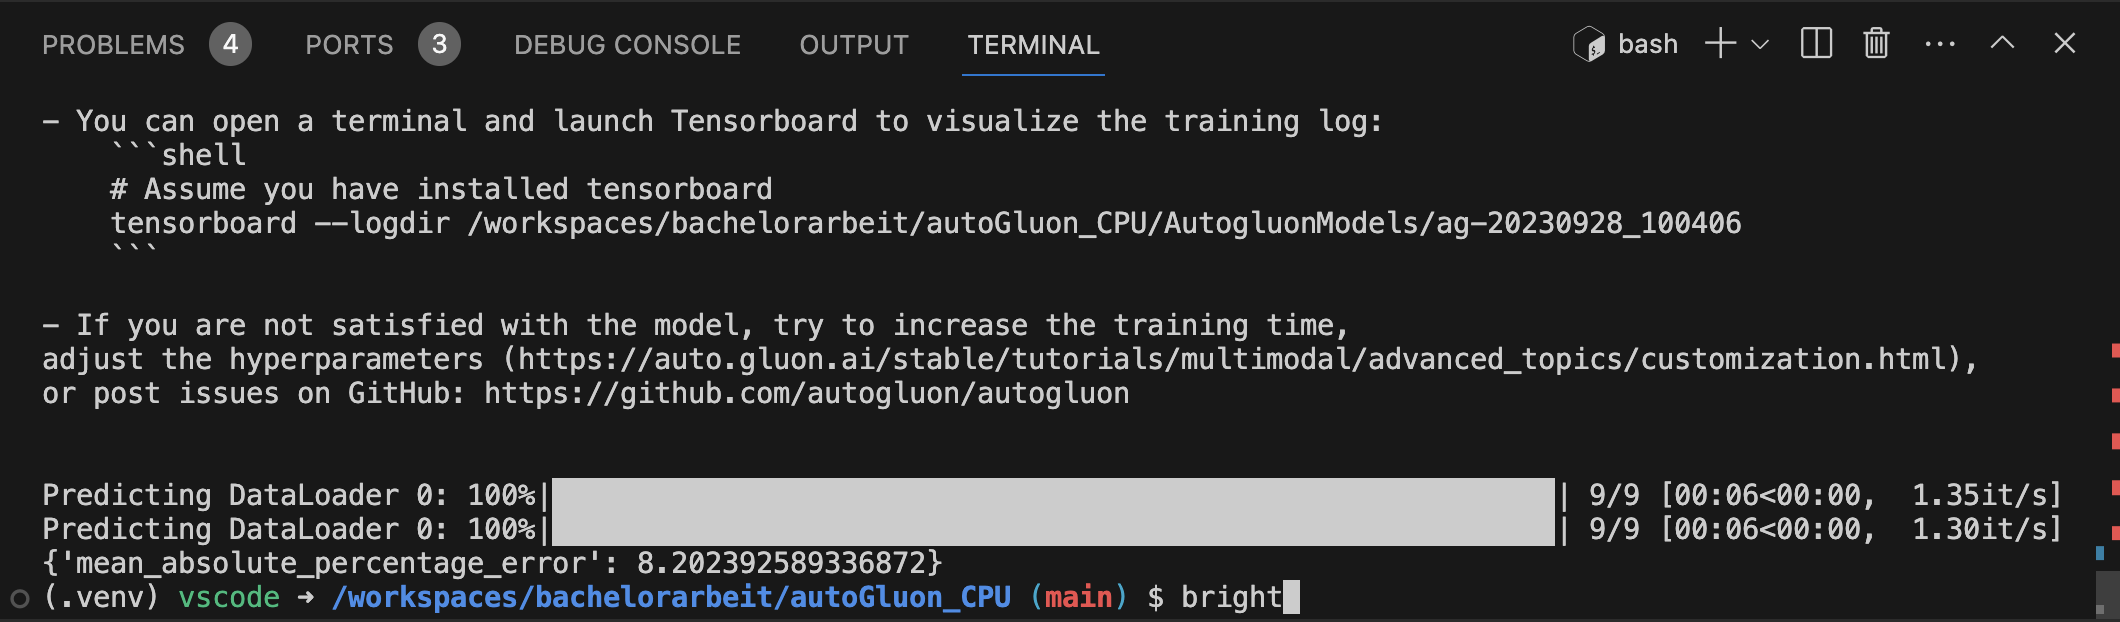 PROBLEMS 4 PORTS 3 DEBUG CONSOLE OUTPUT TERMINAL bash
- You can open a terminal and launch Tensorboard to visualize the training log:
```shell
# Assume you have installed tensorboard
tensorboard --logdir /workspaces/bachelorarbeit/autoGluon_CPU/AutogluonModels/ag-20230928_100406
```
- If you are not satisfied with the model, try to increase the training time,
adjust the hyperparameters (https://auto.gluon.ai/stable/tutorials/multimodal/advanced_topics/customization.html),
or post issues on GitHub: https://github.com/autogluon/autogluon
Predicting DataLoader 0: 100%| | 9/9 [00:06<00:00, 1.35it/s]
Predicting DataLoader 0: 100%| | 9/9 [00:06<00:00, 1.30it/s]
{'mean_absolute_percentage_error': 8.202392589336872}
(.venv) vscode ➜ /workspaces/bachelorarbeit/autoGluon_CPU (main) $ bright